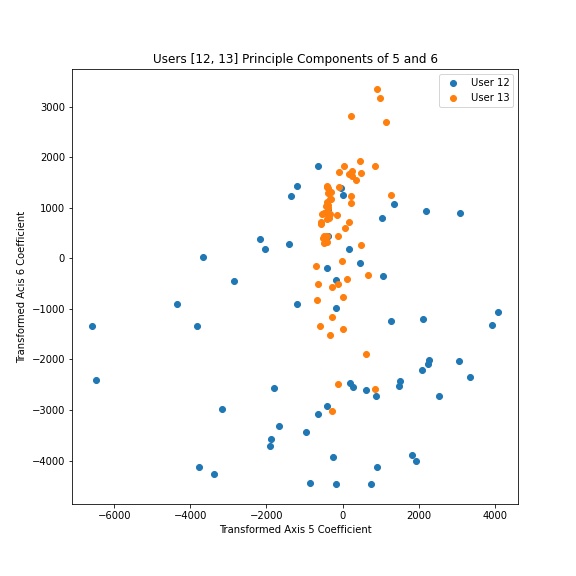 Users [12, 13] Principle Components of 5 and 6
User 12
User 13
3000
2000
1000
0
−1000
−2000
−3000
−4000
Transformed Acis 6 Coefficient
−6000
−4000
−2000
0
2000
4000
Transformed Axis 5 Coefficient